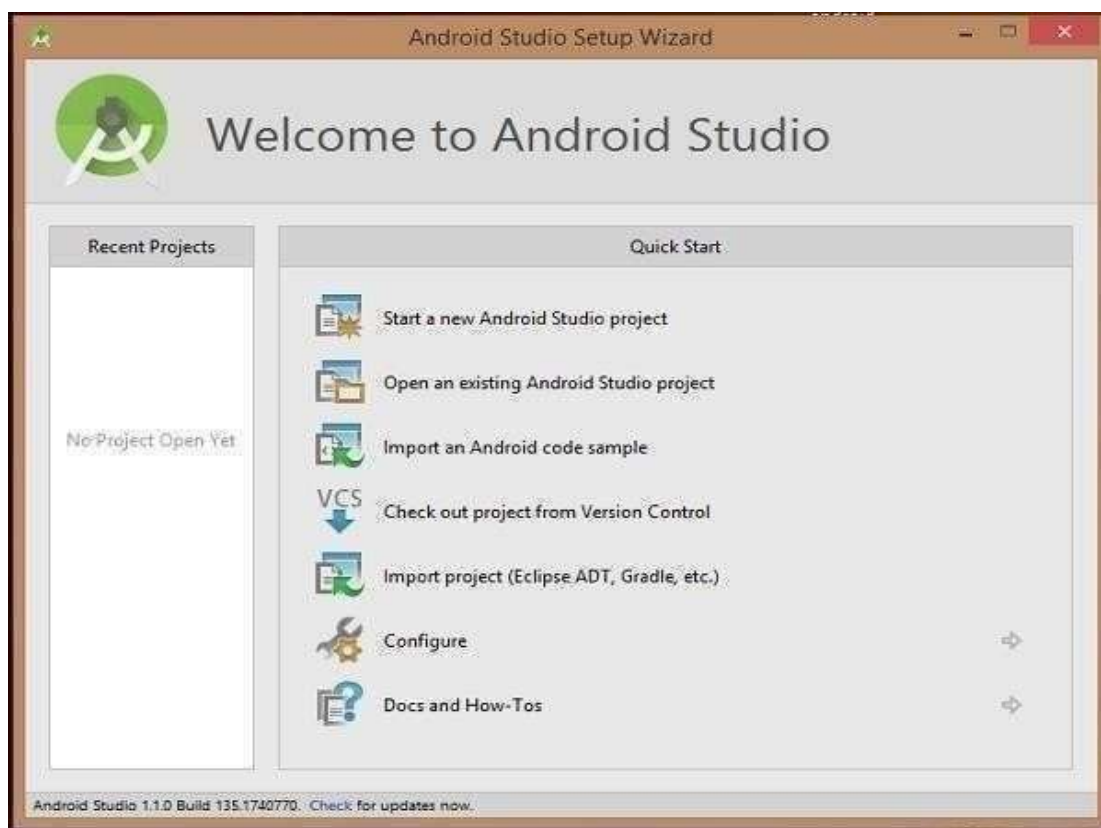 Android Studio Setup Wizard
Welcome to Android Studio
Recent Projects
Quick Start
No Project Open Yet
Start a new Android Studio project
Open an existing Android Studio project
Import an Android code sample
VCS
Check out project from Version Control
Import project (Eclipse ADT, Gradle, etc.)
Configure
Docs and How-Tos
Android Studio 1.1.0 Build 135.1740770. Check for updates now.